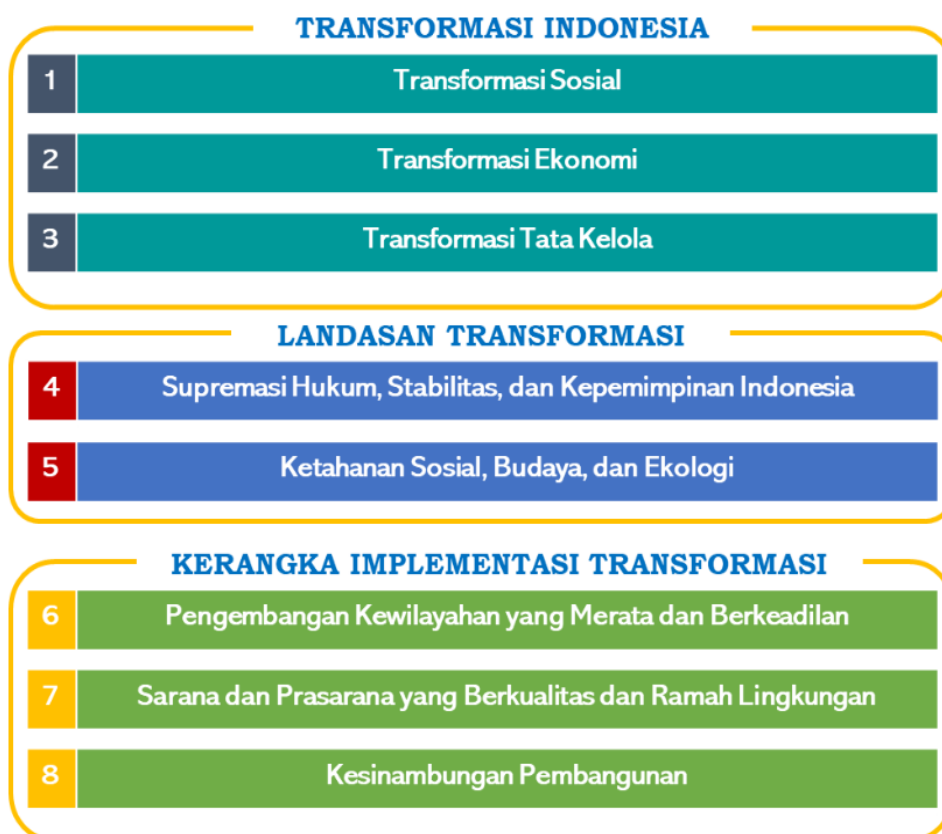 TRANSFORMASI INDONESIA
1 Transformasi Sosial
2 Transformasi Ekonomi
3 Transformasi Tata Kelola
LANDASAN TRANSFORMASI
4 Supremasi Hukum, Stabilitas, dan Kepemimpinan Indonesia
5 Ketahanan Sosial, Budaya, dan Ekologi
KERANGKA IMPLEMENTASI TRANSFORMASI
6 Pengembangan Kewilayahan yang Merata dan Berkeadilan
7 Sarana dan Prasarana yang Berkualitas dan Ramah Lingkungan
8 Kesinambungan Pembangunan